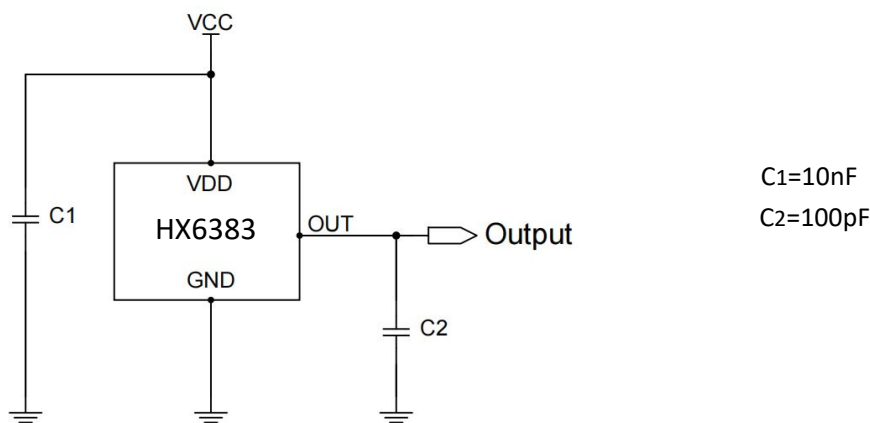 VCC
C1
VDD
HX6383
OUT
GND
Output
C2
C1=10nF
C2=100pF